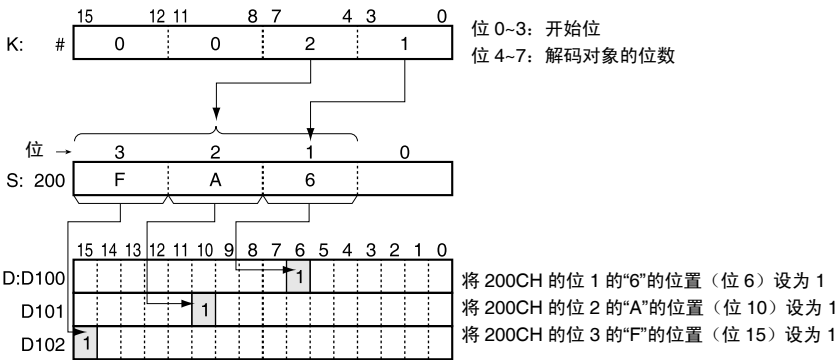 15 12 11 8 7 4 3 0
K: # 0 0 2 1
位 0~3：开始位
位 4~7：解码对象的位数
位 → 3 2 1 0
S: 200 F A 6
15 14 13 12 11 10 9 8 7 6 5 4 3 2 1 0
D:D100 1 将 200CH 的位 1 的“6”的位置（位 6）设为 1
D101 1 将 200CH 的位 2 的“A”的位置（位 10）设为 1
D102 1 将 200CH 的位 3 的“F”的位置（位 15）设为 1